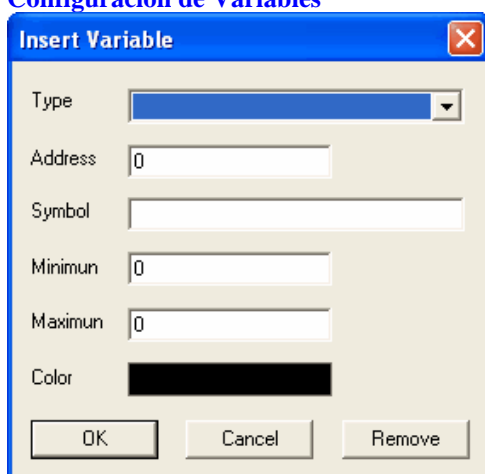 Configuración de Variables
Insert Variable
Type
Address 0
Symbol
Minimun 0
Maximun 0
Color
OK Cancel Remove